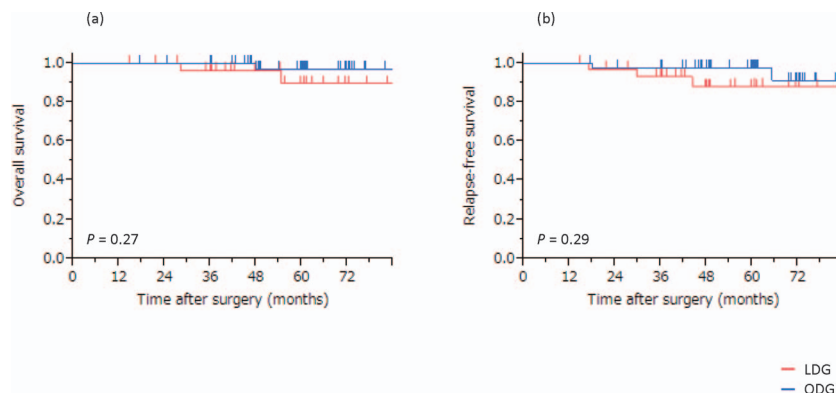 (a)
(b)
1.0
0.8
0.6
0.4
0.2
0.0
Overall survival
P = 0.27
0 12 24 36 48 60 72
Time after surgery (months)
1.0
0.8
0.6
0.4
0.2
0.0
Relapse-free survival
P = 0.29
0 12 24 36 48 60 72
Time after surgery (months)
LDG
ODG